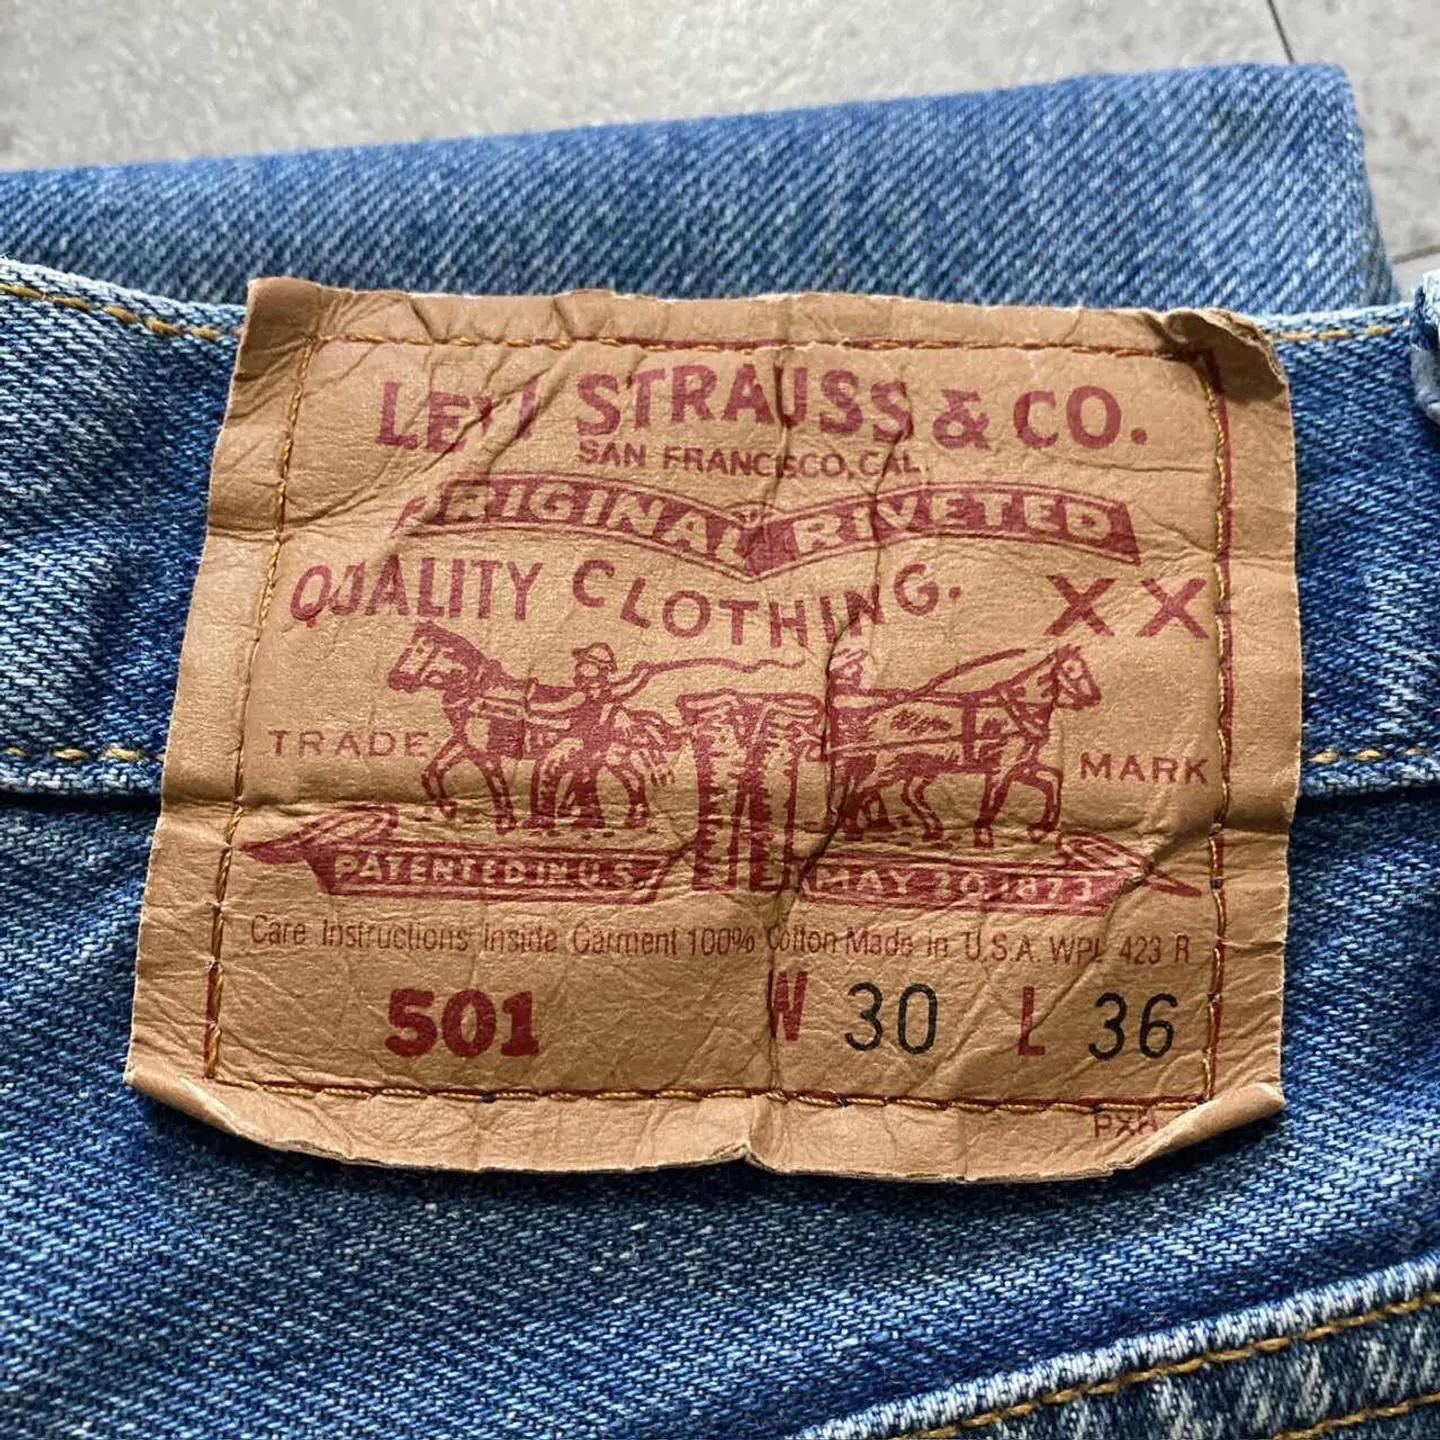 LEVI STRAUSS & CO.
SAN FRANCISCO, CAL.
ORIGINAL RIVETED
QUALITY CLOTHING. XX
TRADE MARK
PATENTED IN U.S. MAY 20 1873
Care Instructions Inside Garment 100% Cotton Made in U.S.A. WPL 423 R
501 W 30 L 36
PXH